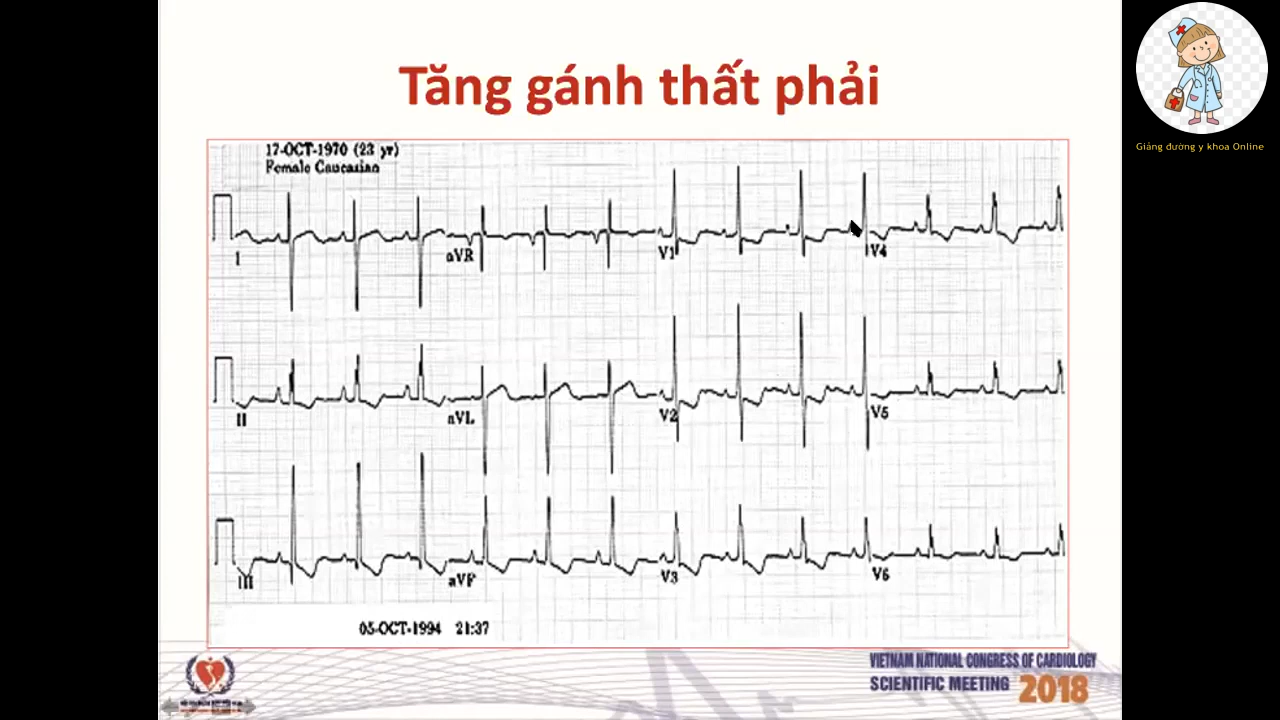 Tăng gánh thất phải
Giảng đường y khoa Online
17-OCT-1970 (23 yr)
Female Caucasian
I
aVR
V1
V4
II
aVL
V2
V5
III
aVF
V3
V6
05-OCT-1994 21:37
VIETNAM NATIONAL CONGRESS OF CARDIOLOGY
SCIENTIFIC MEETING 2018